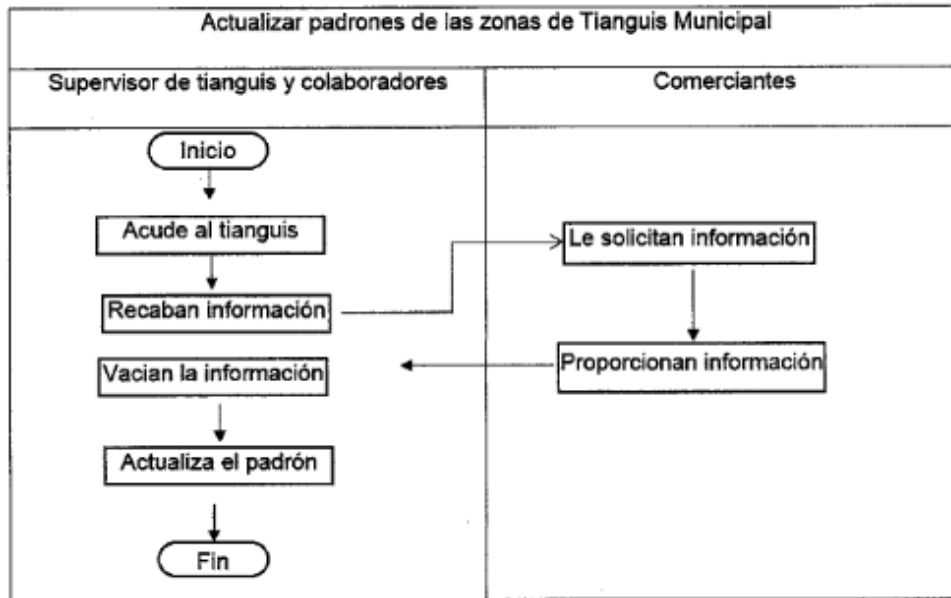 Actualizar padrones de las zonas de Tianguis Municipal
Supervisor de tianguis y colaboradores
Comerciantes
Inicio
Acude al tianguis
Recaban información
Le solicitan información
Proporcionan información
Vacian la información
Actualiza el padrón
Fin